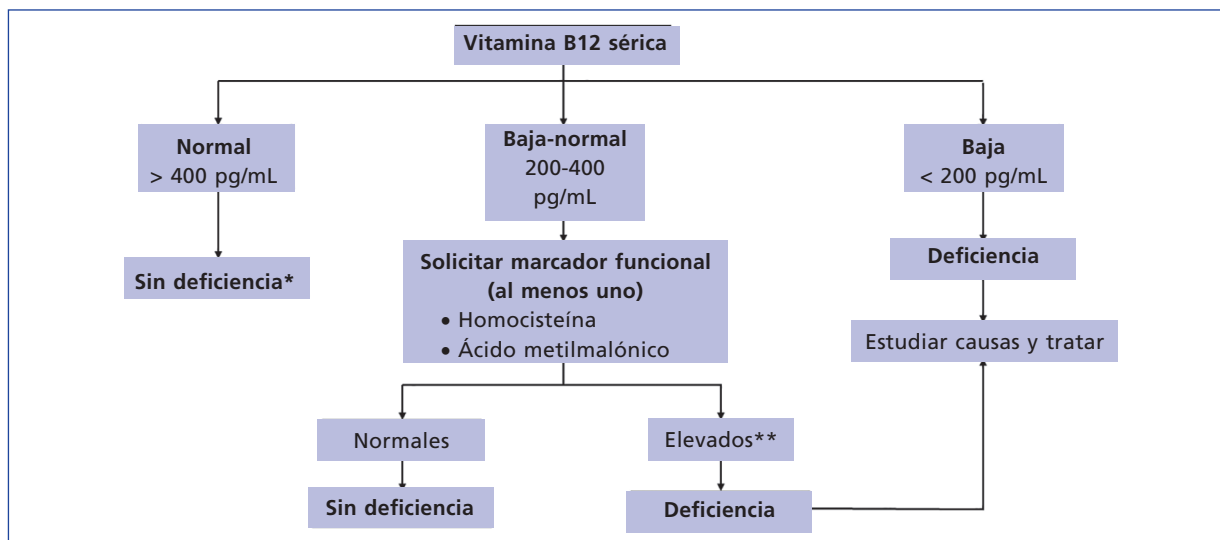 Vitamina B12 sérica
Normal
> 400 pg/mL
Baja-normal
200-400
pg/mL
Baja
< 200 pg/mL
Sin deficiencia*
Solicitar marcador funcional
(al menos uno)
• Homocisteína
• Ácido metilmalónico
Deficiencia
Estudiar causas y tratar
Normales
Elevados**
Sin deficiencia
Deficiencia